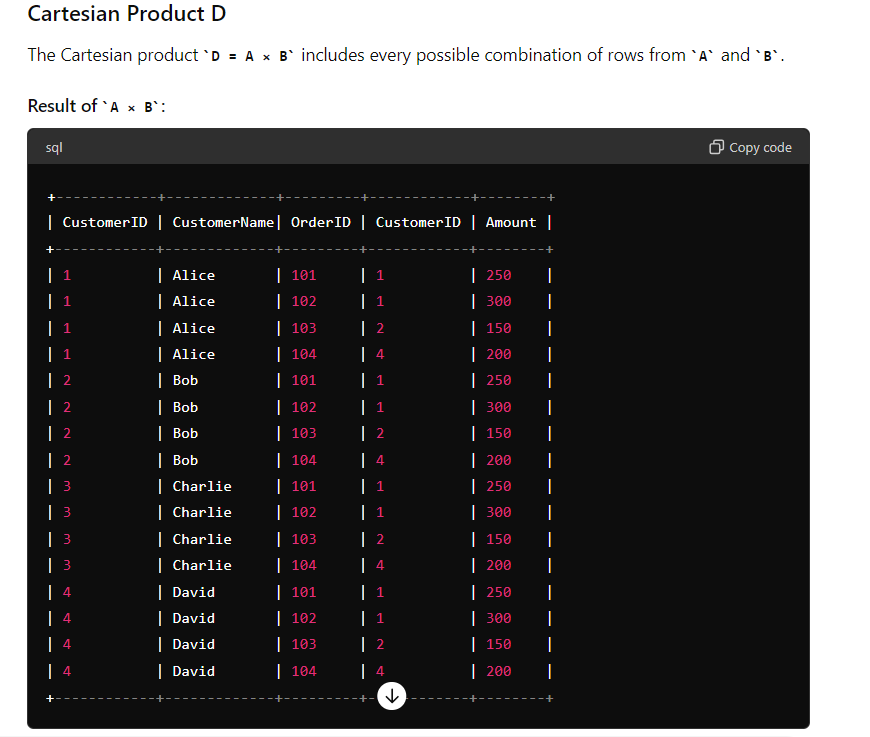 Cartesian Product D
The Cartesian product `D = A × B` includes every possible combination of rows from `A` and `B`.
Result of `A × B`:
sql
Copy code
+------------+-------------+----------+------------+--------+
| CustomerID | CustomerName| OrderID | CustomerID | Amount |
+------------+-------------+---------+------------+--------+
| 1 | Alice | 101 | 1 | 250 |
| 1 | Alice | 102 | 1 | 300 |
| 1 | Alice | 103 | 2 | 150 |
| 1 | Alice | 104 | 4 | 200 |
| 2 | Bob | 101 | 1 | 250 |
| 2 | Bob | 102 | 1 | 300 |
| 2 | Bob | 103 | 2 | 150 |
| 2 | Bob | 104 | 4 | 200 |
| 3 | Charlie | 101 | 1 | 250 |
| 3 | Charlie | 102 | 1 | 300 |
| 3 | Charlie | 103 | 2 | 150 |
| 3 | Charlie | 104 | 4 | 200 |
| 4 | David | 101 | 1 | 250 |
| 4 | David | 102 | 1 | 300 |
| 4 | David | 103 | 2 | 150 |
| 4 | David | 104 | 4 | 200 |
+------------+-------------+---------+------------+--------+